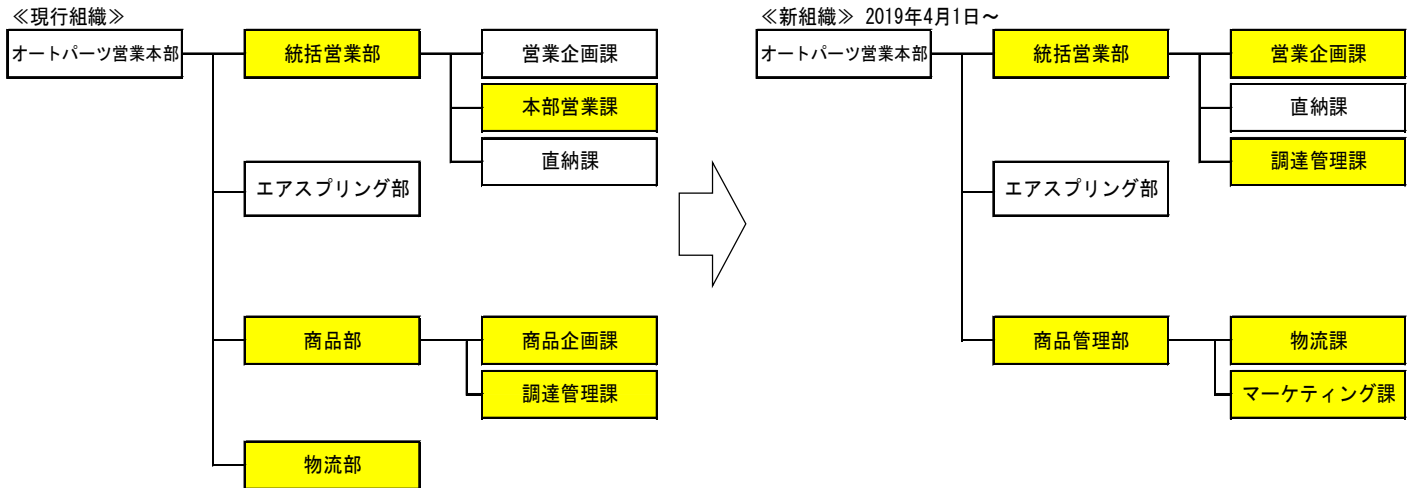 ≪現行組織≫
オートパーツ営業本部
統括営業部
営業企画課
本部営業課
直納課
エアスプリング部
商品部
商品企画課
調達管理課
物流部
≪新組織≫ 2019年4月1日～
オートパーツ営業本部
統括営業部
営業企画課
直納課
調達管理課
エアスプリング部
商品管理部
物流課
マーケティング課